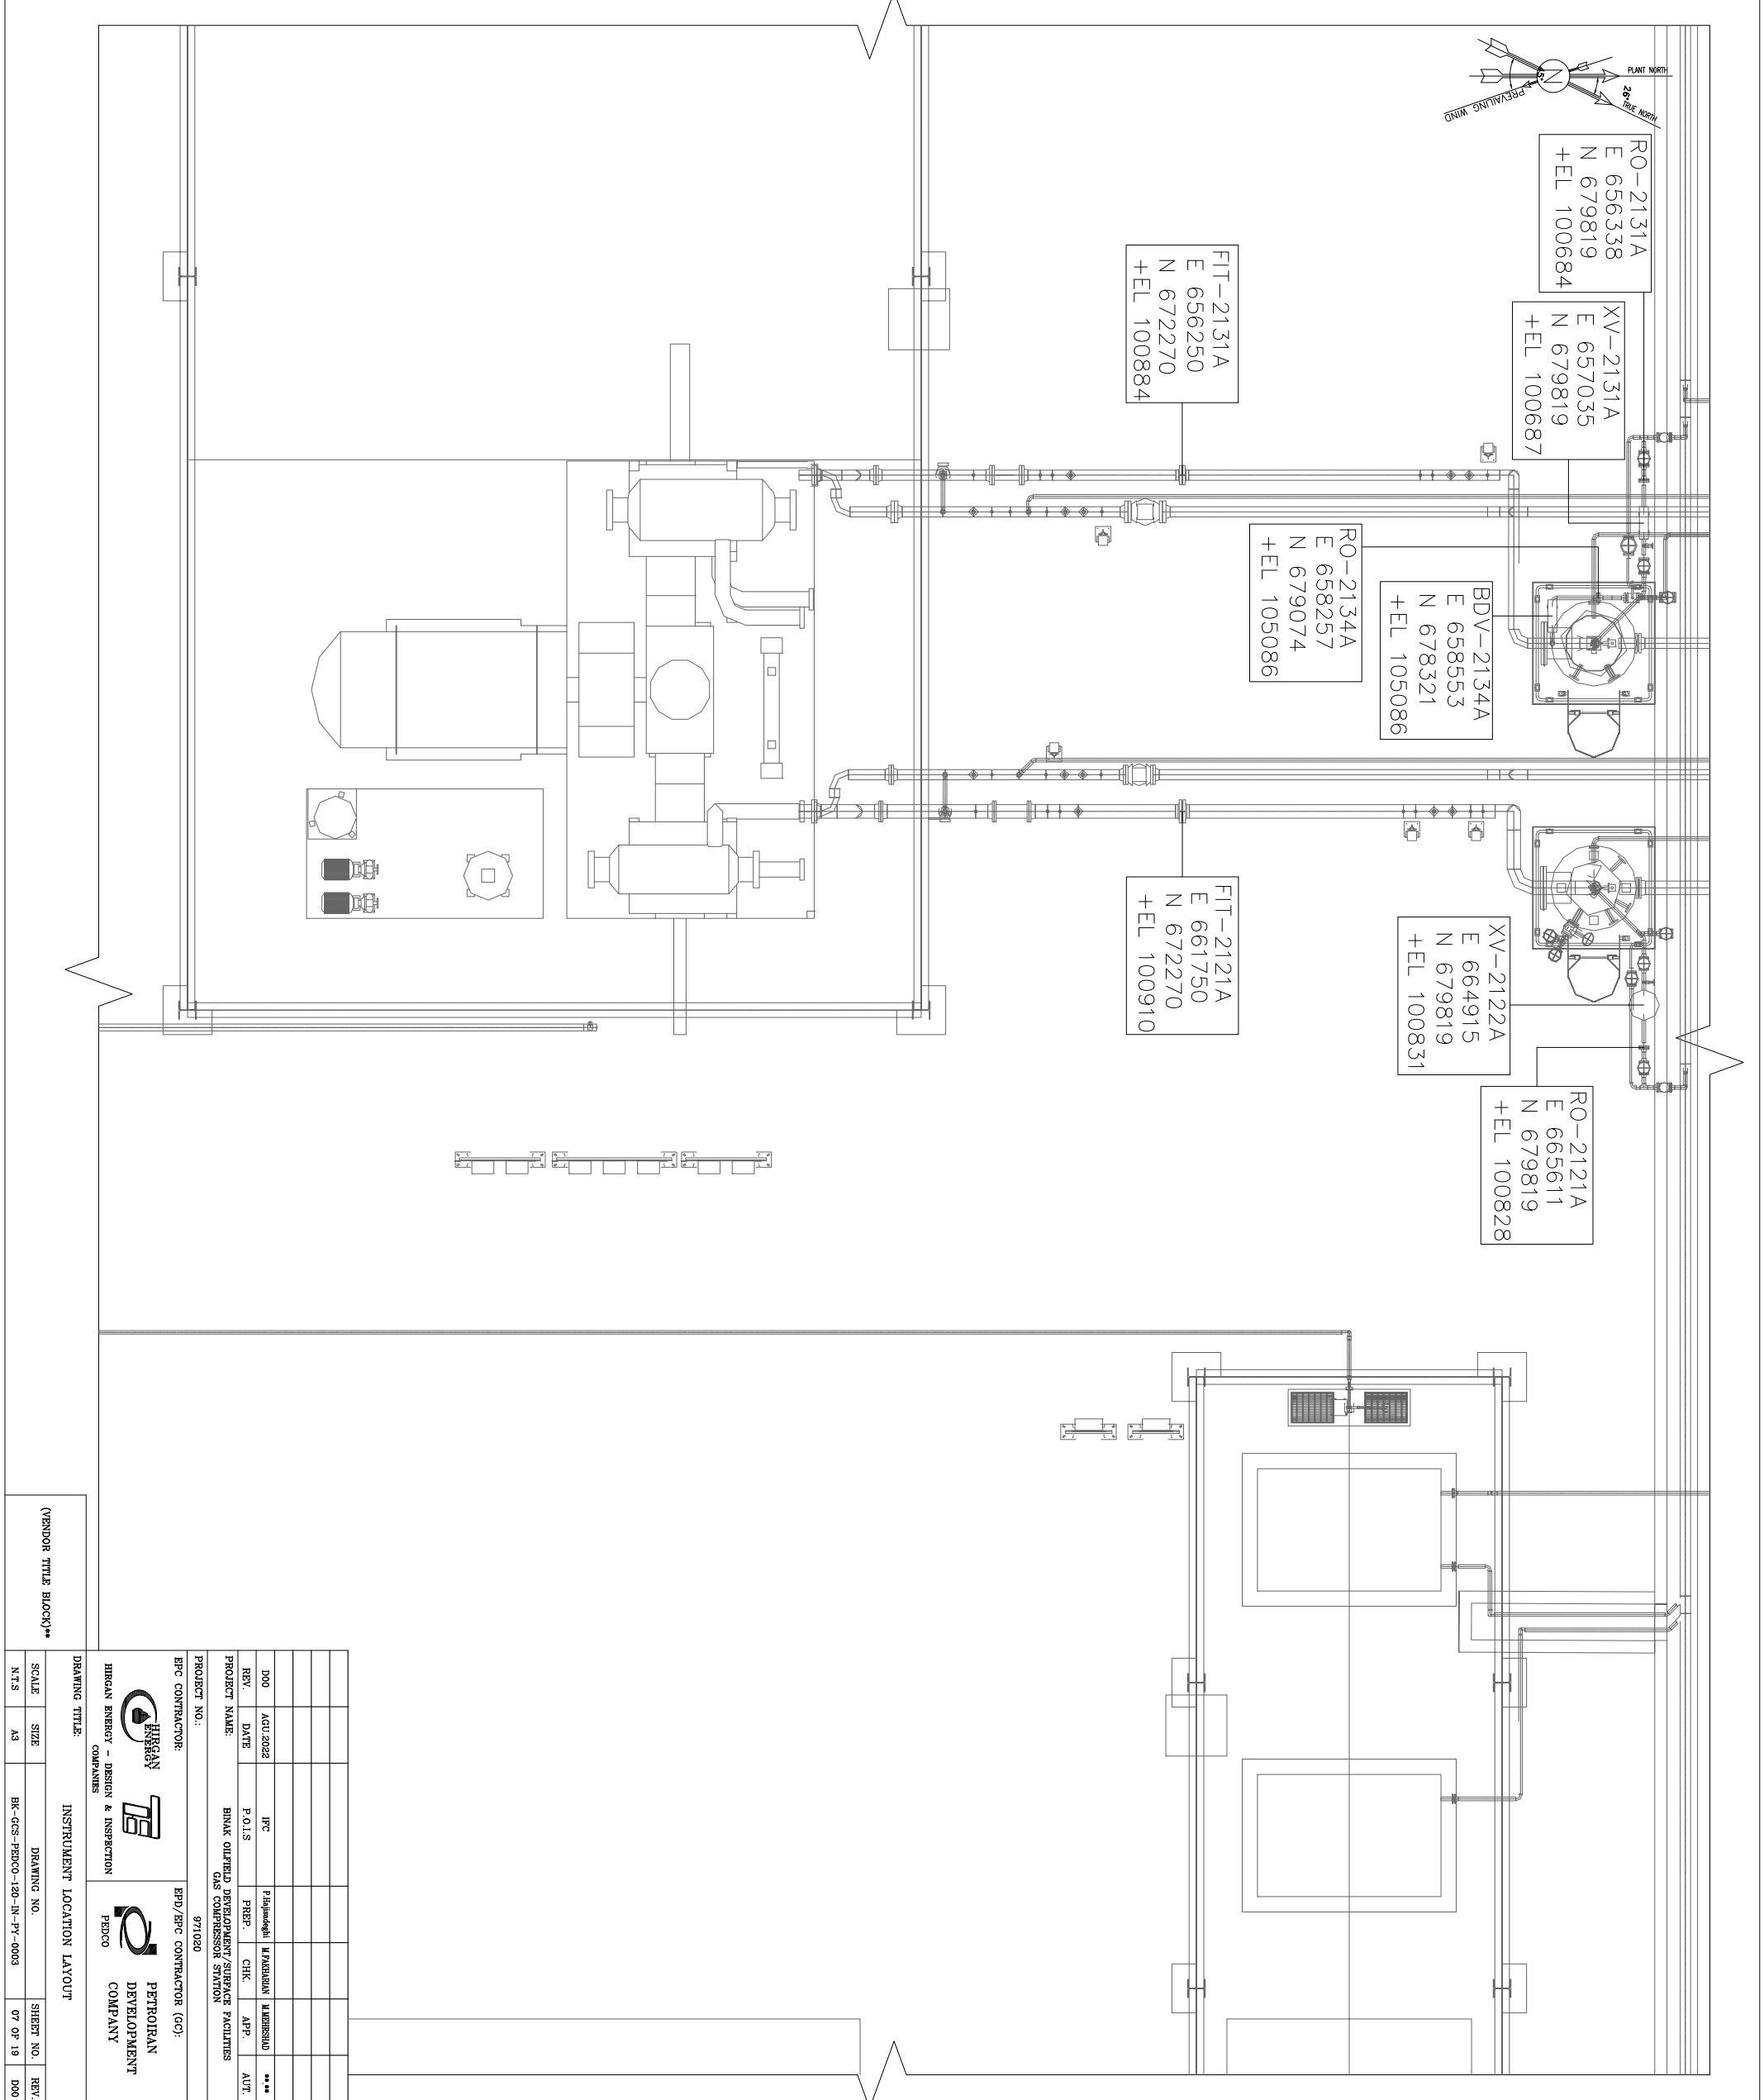 PLANT NORTH
26°
TRUE NORTH
N
45°
PREVAILING WIND
RO-2131A
E 656338
N 679819
+EL 100684
XV-2131A
E 657035
N 679819
+EL 100687
FIT-2131A
E 656250
N 672270
+EL 100884
RO-2134A
E 658257
N 679074
+EL 105086
BDV-2134A
E 658553
N 678321
+EL 105086
FIT-2121A
E 661750
N 672270
+EL 100910
XV-2122A
E 664915
N 679819
+EL 100831
RO-2121A
E 665611
N 679819
+EL 100828
D00 AGU.2022 IFC P.Hajisadeghi M.FAKHARIAN M.MEHRSHAD **.**
REV. DATE P.O.I.S PREP. CHK. APP. AUT.
PROJECT NAME: BINAK OILFIELD DEVELOPMENT/SURFACE FACILITIES
GAS COMPRESSOR STATION
PROJECT NO.: 971020
EPC CONTRACTOR: EPD/EPC CONTRACTOR (GC):
HIRGAN
ENERGY
HIRGAN ENERGY - DESIGN & INSPECTION
COMPANIES
PEDCO
PETROIRAN
DEVELOPMENT
COMPANY
DRAWING TITLE:
INSTRUMENT LOCATION LAYOUT
(VENDOR TITLE BLOCK)**
SCALE SIZE DRAWING NO. SHEET NO. REV.
N.T.S A3 BK-GCS-PEDCO-120-IN-PY-0003 07 OF 19 D00